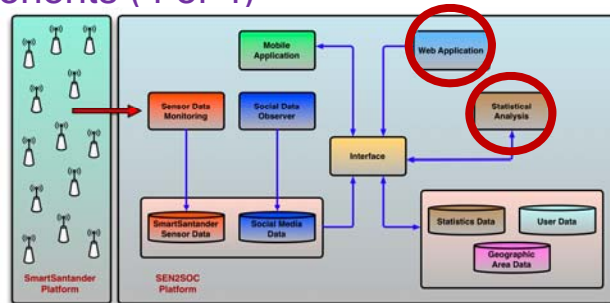 Mobile
Application
Web Application
Sensor Data
Monitoring
Social Data
Observer
Statistical
Analysis
Interface
SmartSantander
Sensor Data
Social Media
Data
Statistics Data
User Data
Geographic
Area Data
SmartSantander
Platform
SEN2SOC
Platform